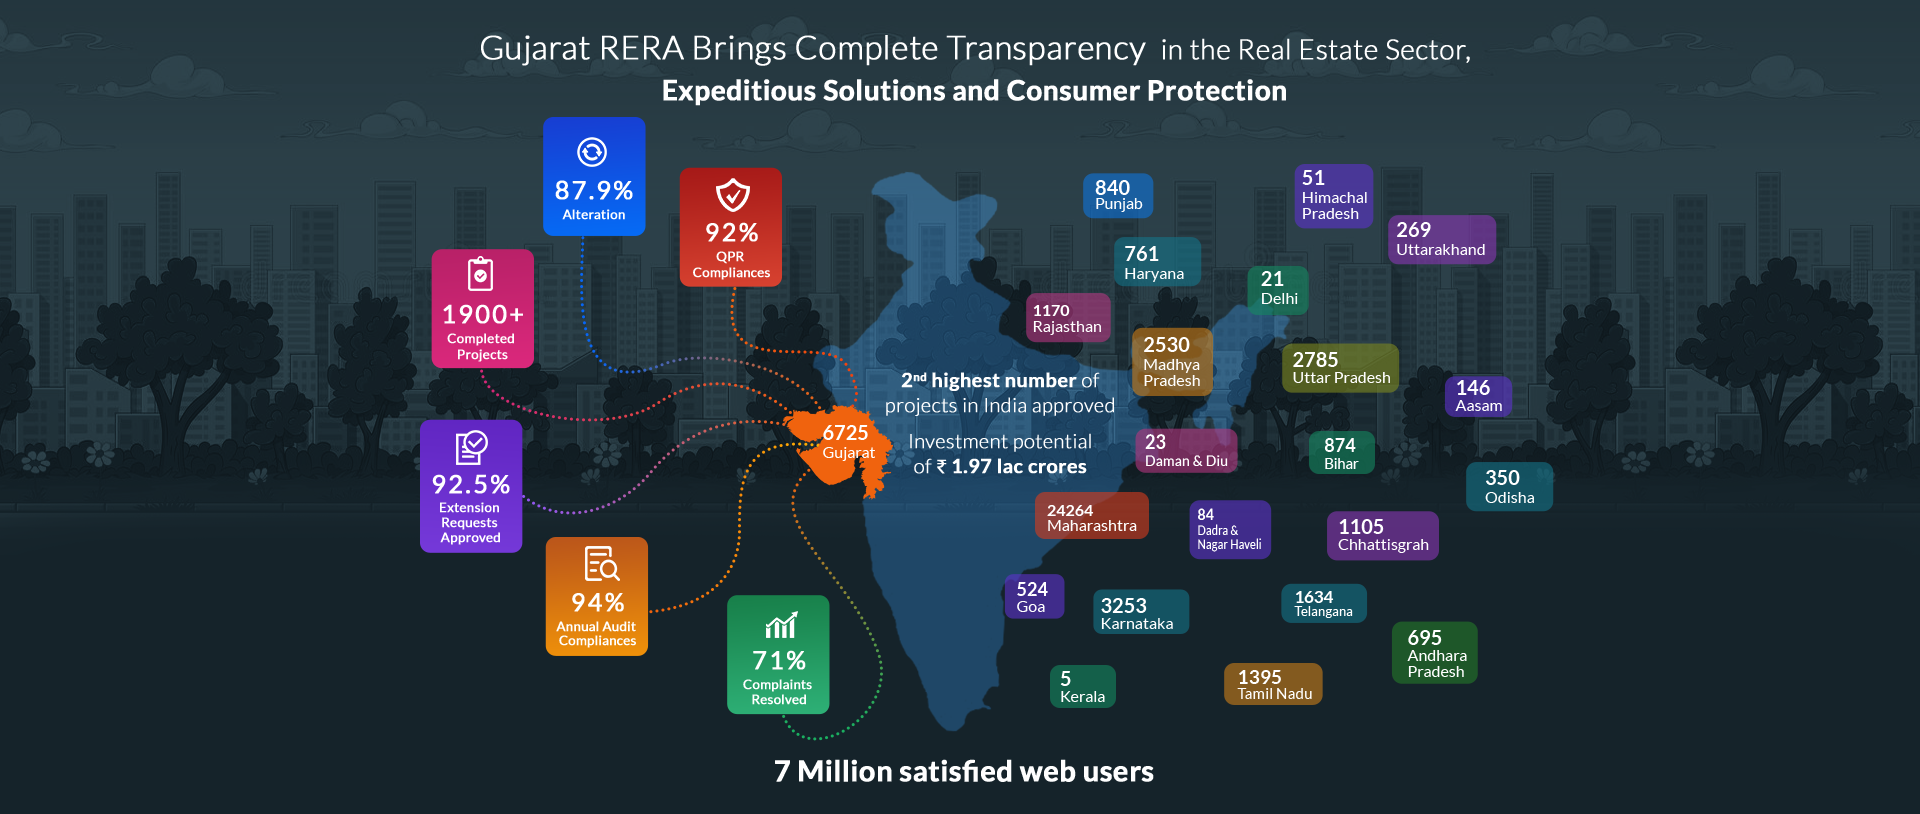 Gujarat RERA Brings Complete Transparency in the Real Estate Sector,
Expeditious Solutions and Consumer Protection
87.9%
Alteration
92%
QPR
Compliances
1900+
Completed
Projects
92.5%
Extension
Requests
Approved
94%
Annual Audit
Compliances
71%
Complaints
Resolved
6725
Gujarat
2nd highest number of
projects in India approved
Investment potential
of ₹ 1.97 lac crores
840
Punjab
51
Himachal
Pradesh
269
Uttarakhand
761
Haryana
21
Delhi
1170
Rajasthan
2530
Madhya
Pradesh
2785
Uttar Pradesh
146
Aasam
23
Daman & Diu
874
Bihar
350
Odisha
24264
Maharashtra
84
Dadra &
Nagar Haveli
1105
Chhattisgrah
524
Goa
3253
Karnataka
1634
Telangana
695
Andhara
Pradesh
5
Kerala
1395
Tamil Nadu
7 Million satisfied web users